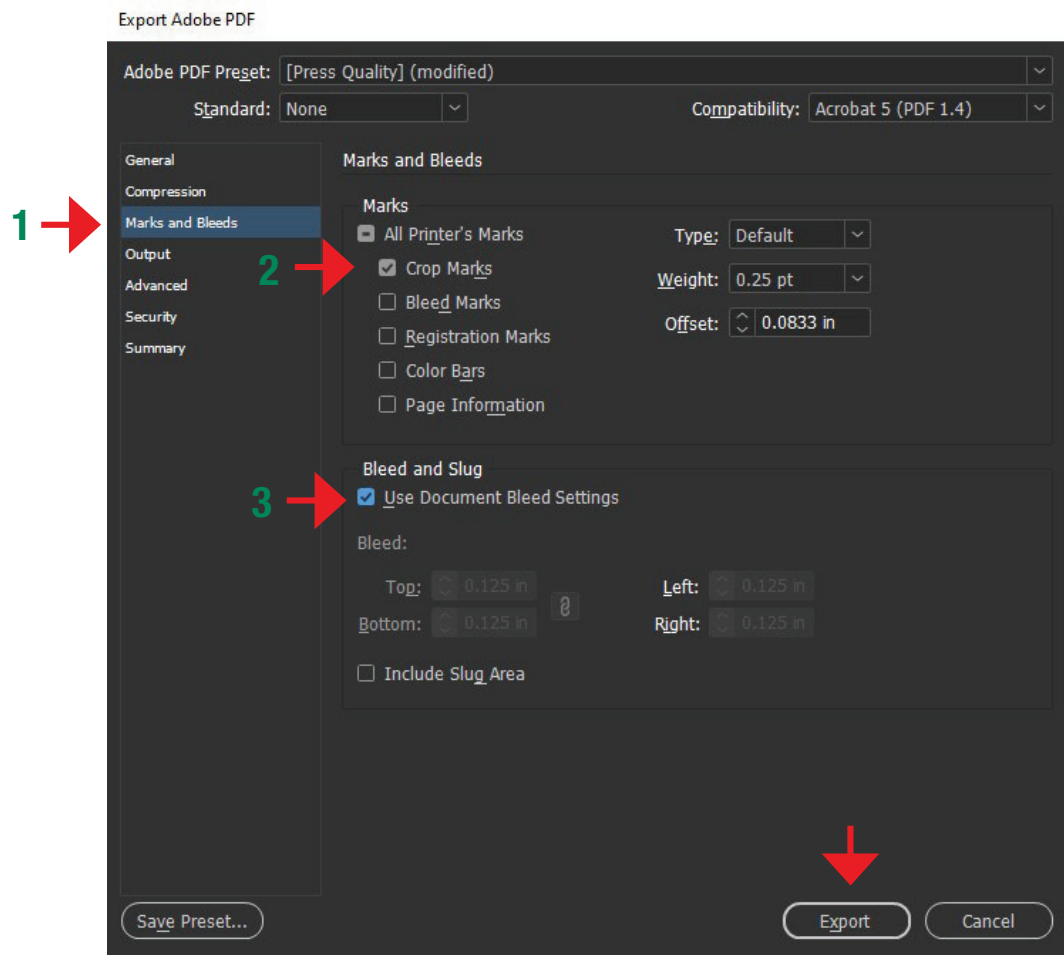 Export Adobe PDF
Adobe PDF Preset: [Press Quality] (modified)
Standard: None Compatibility: Acrobat 5 (PDF 1.4)
General
Compression
1 Marks and Bleeds
Output
Advanced
Security
Summary
Marks and Bleeds
Marks
All Printer's Marks
2 Crop Marks
Bleed Marks
Registration Marks
Color Bars
Page Information
Type: Default
Weight: 0.25 pt
Offset: 0.0833 in
Bleed and Slug
3 Use Document Bleed Settings
Bleed:
Top: 0.125 in Left: 0.125 in
Bottom: 0.125 in Right: 0.125 in
Include Slug Area
Save Preset... Export Cancel